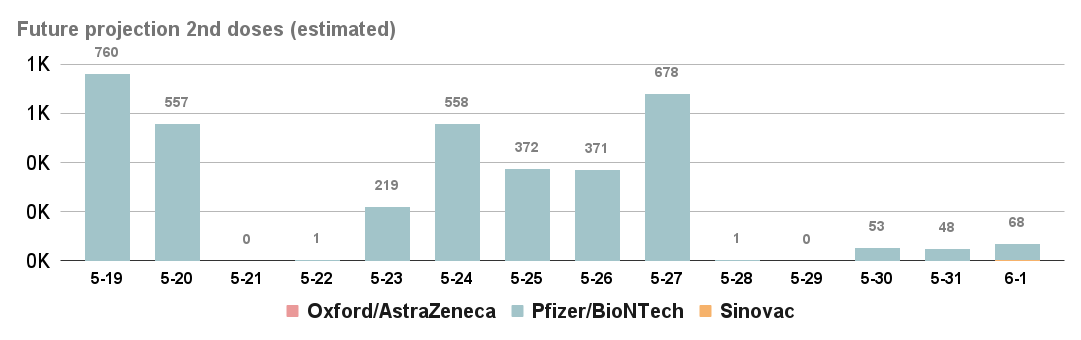 Future projection 2nd doses (estimated)
1K
1K
0K
0K
0K
760
557
0
1
219
558
372
371
678
1
0
53
48
68
5-19 5-20 5-21 5-22 5-23 5-24 5-25 5-26 5-27 5-28 5-29 5-30 5-31 6-1
Oxford/AstraZeneca Pfizer/BioNTech Sinovac